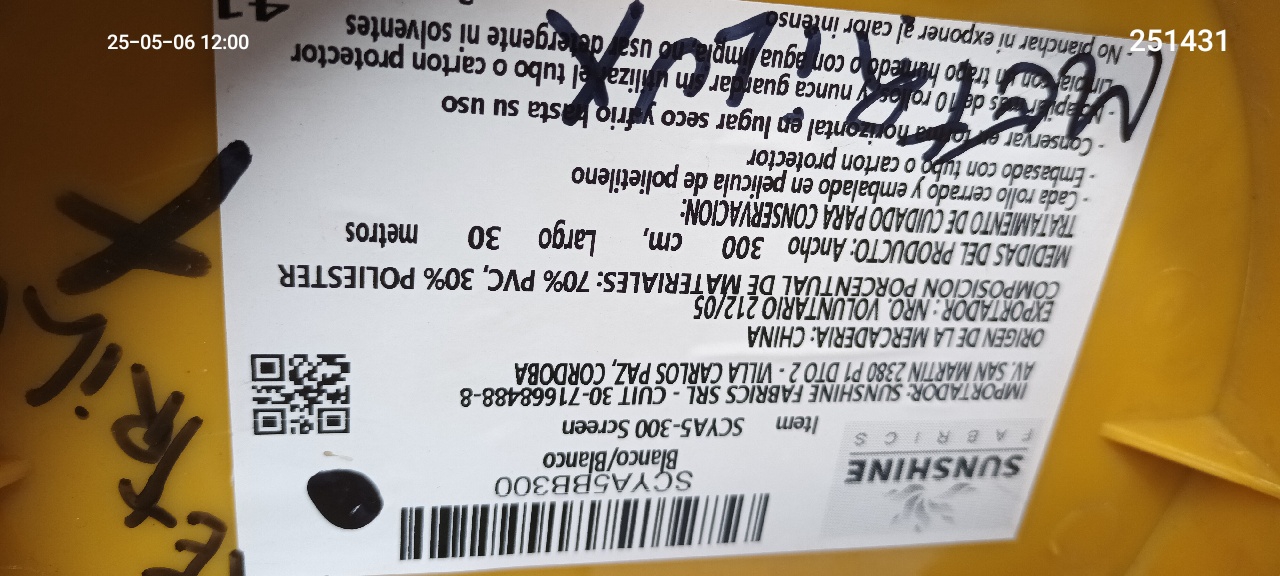 25-05-06 12:00
251431
SCYA5BB300
Blanco/Blanco
SUNSHINE
FABRICS
Item SCYA5-300 Screen
IMPORTADOR: SUNSHINE FABRICS SRL - CUIT 30-71668488-8
AV. SAN MARTIN 2380 P1 DTO 2 - VILLA CARLOS PAZ, CORDOBA
ORIGEN DE LA MERCADERIA: CHINA
EXPORTADOR: NRO. VOLUNTARIO 212/05
COMPOSICION PORCENTUAL DE MATERIALES: 70% PVC, 30% POLIESTER
MEDIDAS DEL PRODUCTO: Ancho 300 cm, Largo 30 metros
TRATAMIENTO DE CUIDADO PARA CONSERVACION:
- Cada rollo cerrado y embalado en pelicula de polietileno
- Embasado con tubo o carton protector
- Conservar en forma horizontal en lugar seco y frio hasta su uso
- No apilar mas de 10 rollos, y nunca guardar sin utilizar el tubo o carton protector
Limpiar con un trapo humedo o con agua limpia, no usar detergente ni solventes
- No planchar ni exponer al calor intenso
41